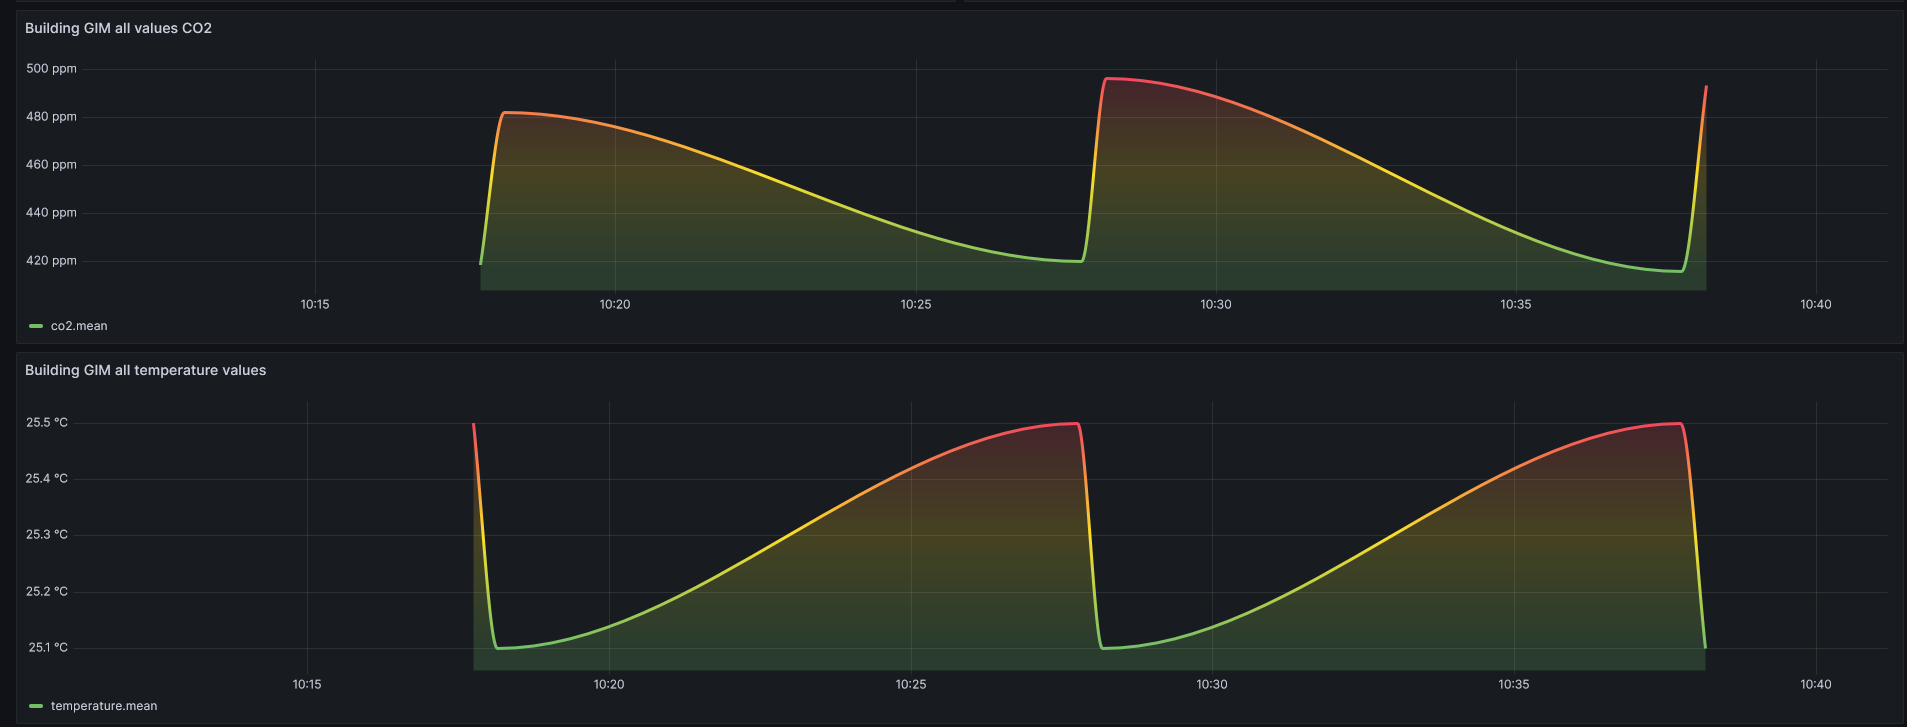 Building GIM all values CO2
500 ppm
480 ppm
460 ppm
440 ppm
420 ppm
10:15 10:20 10:25 10:30 10:35 10:40
co2.mean
Building GIM all temperature values
25.5 °C
25.4 °C
25.3 °C
25.2 °C
25.1 °C
10:15 10:20 10:25 10:30 10:35 10:40
temperature.mean